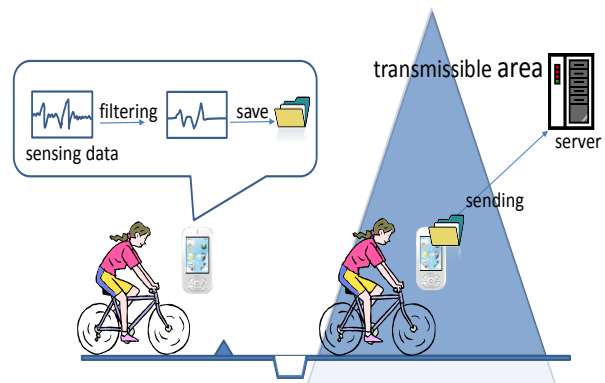 filtering
save
sensing data
transmissible area
server
sending